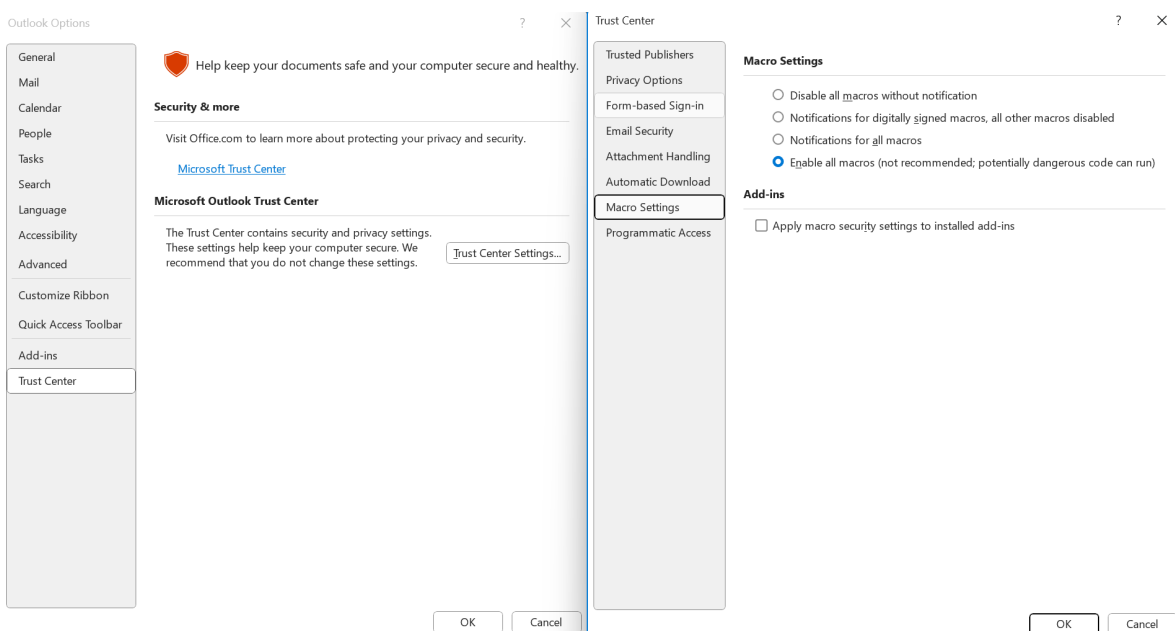 Outlook Options
?
General
Mail
Calendar
People
Tasks
Search
Language
Accessibility
Advanced
Customize Ribbon
Quick Access Toolbar
Add-ins
Trust Center
Help keep your documents safe and your computer secure and healthy.
Security & more
Visit Office.com to learn more about protecting your privacy and security.
Microsoft Trust Center
Microsoft Outlook Trust Center
The Trust Center contains security and privacy settings.
These settings help keep your computer secure. We
recommend that you do not change these settings.
Trust Center Settings...
OK
Cancel
Trust Center
?
Trusted Publishers
Privacy Options
Form-based Sign-in
Email Security
Attachment Handling
Automatic Download
Macro Settings
Programmatic Access
Macro Settings
Disable all macros without notification
Notifications for digitally signed macros, all other macros disabled
Notifications for all macros
Enable all macros (not recommended; potentially dangerous code can run)
Add-ins
Apply macro security settings to installed add-ins
OK
Cancel